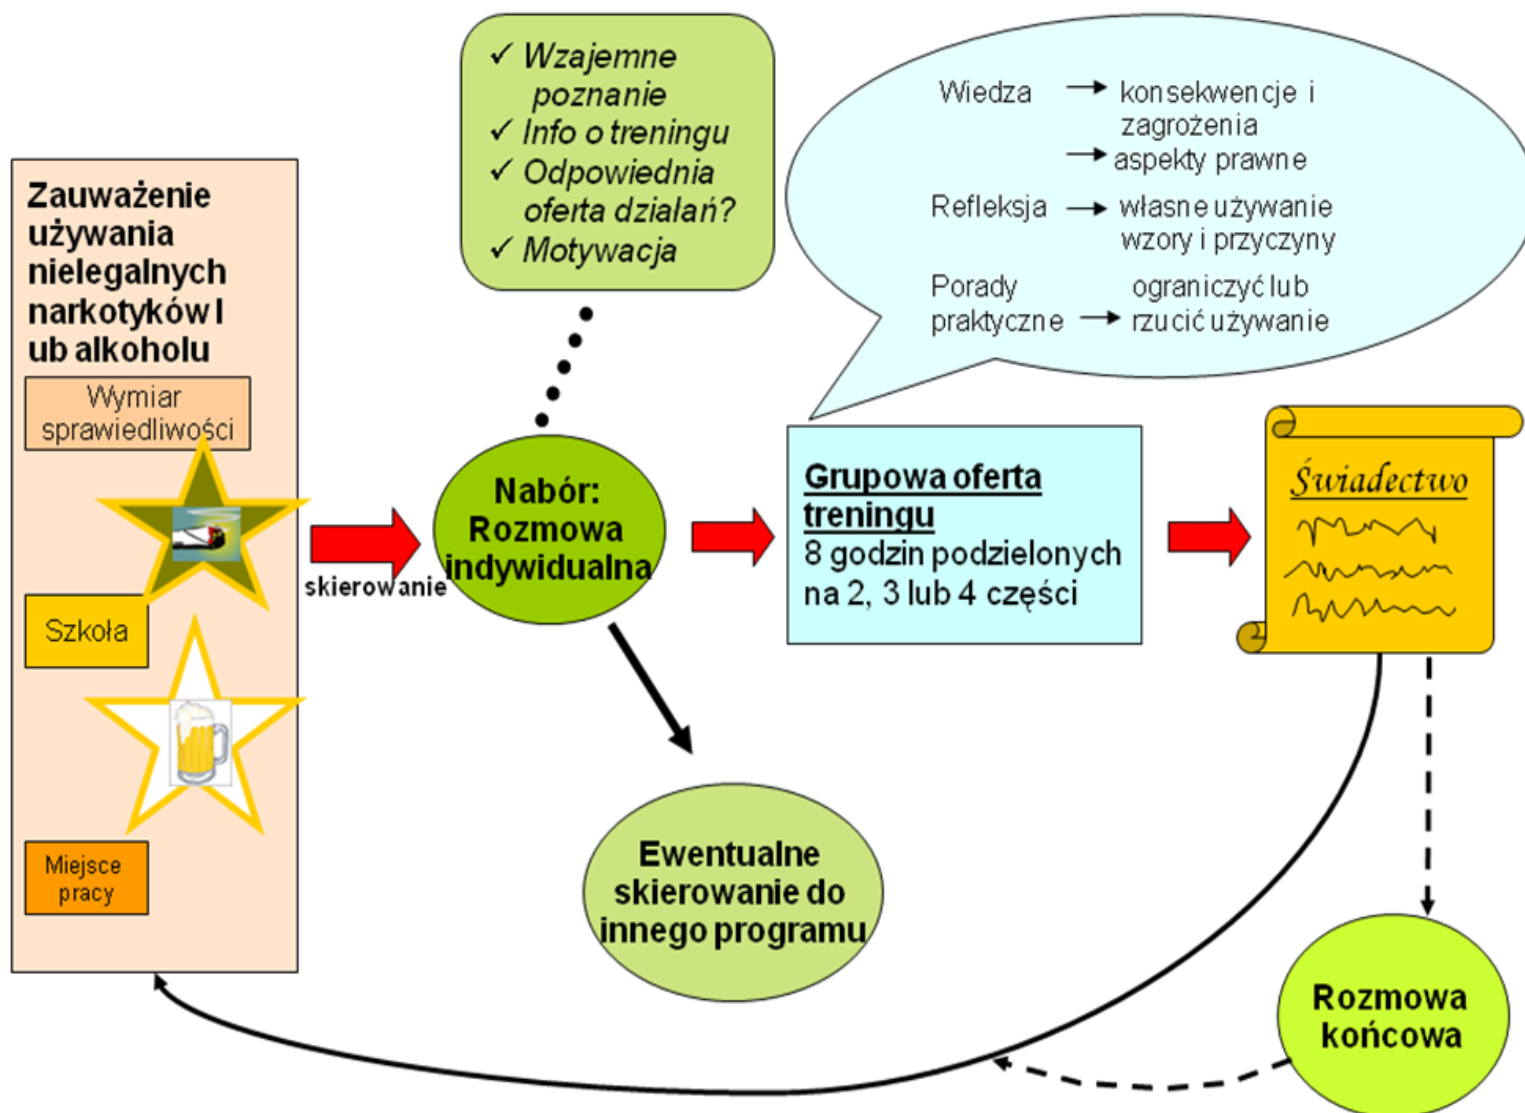 Zauważenie
używania
nielegalnych
narkotyków l
ub alkoholu
Wymiar
sprawiedliwości
Szkoła
Miejsce
pracy
skierowanie
✓ Wzajemne
poznanie
✓ Info o treningu
✓ Odpowiednia
oferta działań?
✓ Motywacja
Nabór:
Rozmowa
indywidualna
Ewentualne
skierowanie do
innego programu
Wiedza → konsekwencje i
zagrożenia
→ aspekty prawne
Refleksja → własne używanie
wzory i przyczyny
Porady ograniczyć lub
praktyczne → rzucić używanie
Grupowa oferta
treningu
8 godzin podzielonych
na 2, 3 lub 4 części
Świadectwo
Rozmowa
końcowa